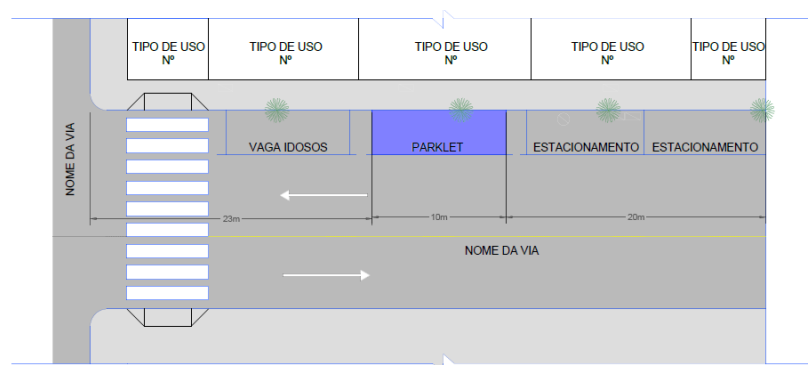 TIPO DE USO
Nº
TIPO DE USO
Nº
TIPO DE USO
Nº
TIPO DE USO
Nº
TIPO DE USO
Nº
NOME DA VIA
VAGA IDOSOS
PARKLET
ESTACIONAMENTO
ESTACIONAMENTO
23m
10m
20m
NOME DA VIA